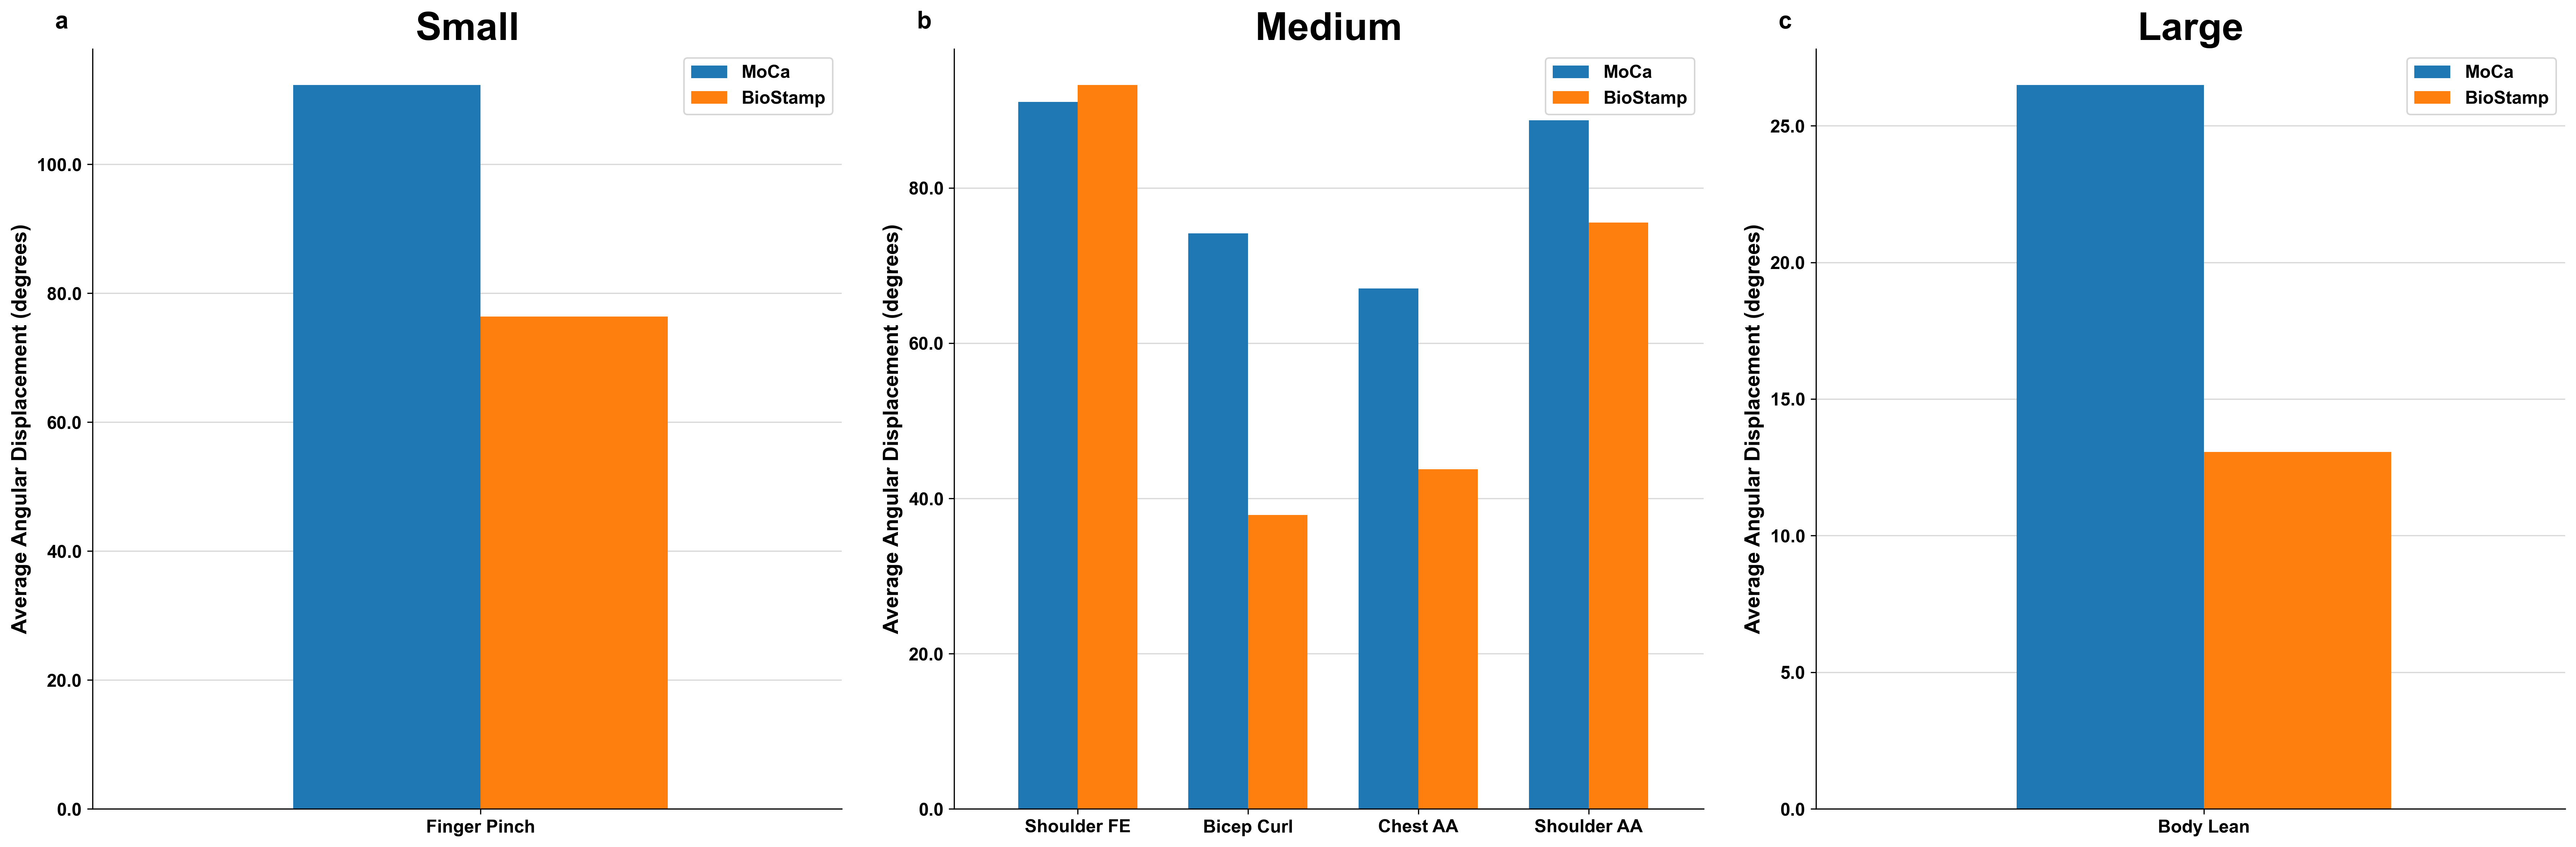 a
Small
MoCa
BioStamp
Average Angular Displacement (degrees)
100.0
80.0
60.0
40.0
20.0
0.0
Finger Pinch
b
Medium
MoCa
BioStamp
Average Angular Displacement (degrees)
80.0
60.0
40.0
20.0
0.0
Shoulder FE
Bicep Curl
Chest AA
Shoulder AA
c
Large
MoCa
BioStamp
Average Angular Displacement (degrees)
25.0
20.0
15.0
10.0
5.0
0.0
Body Lean